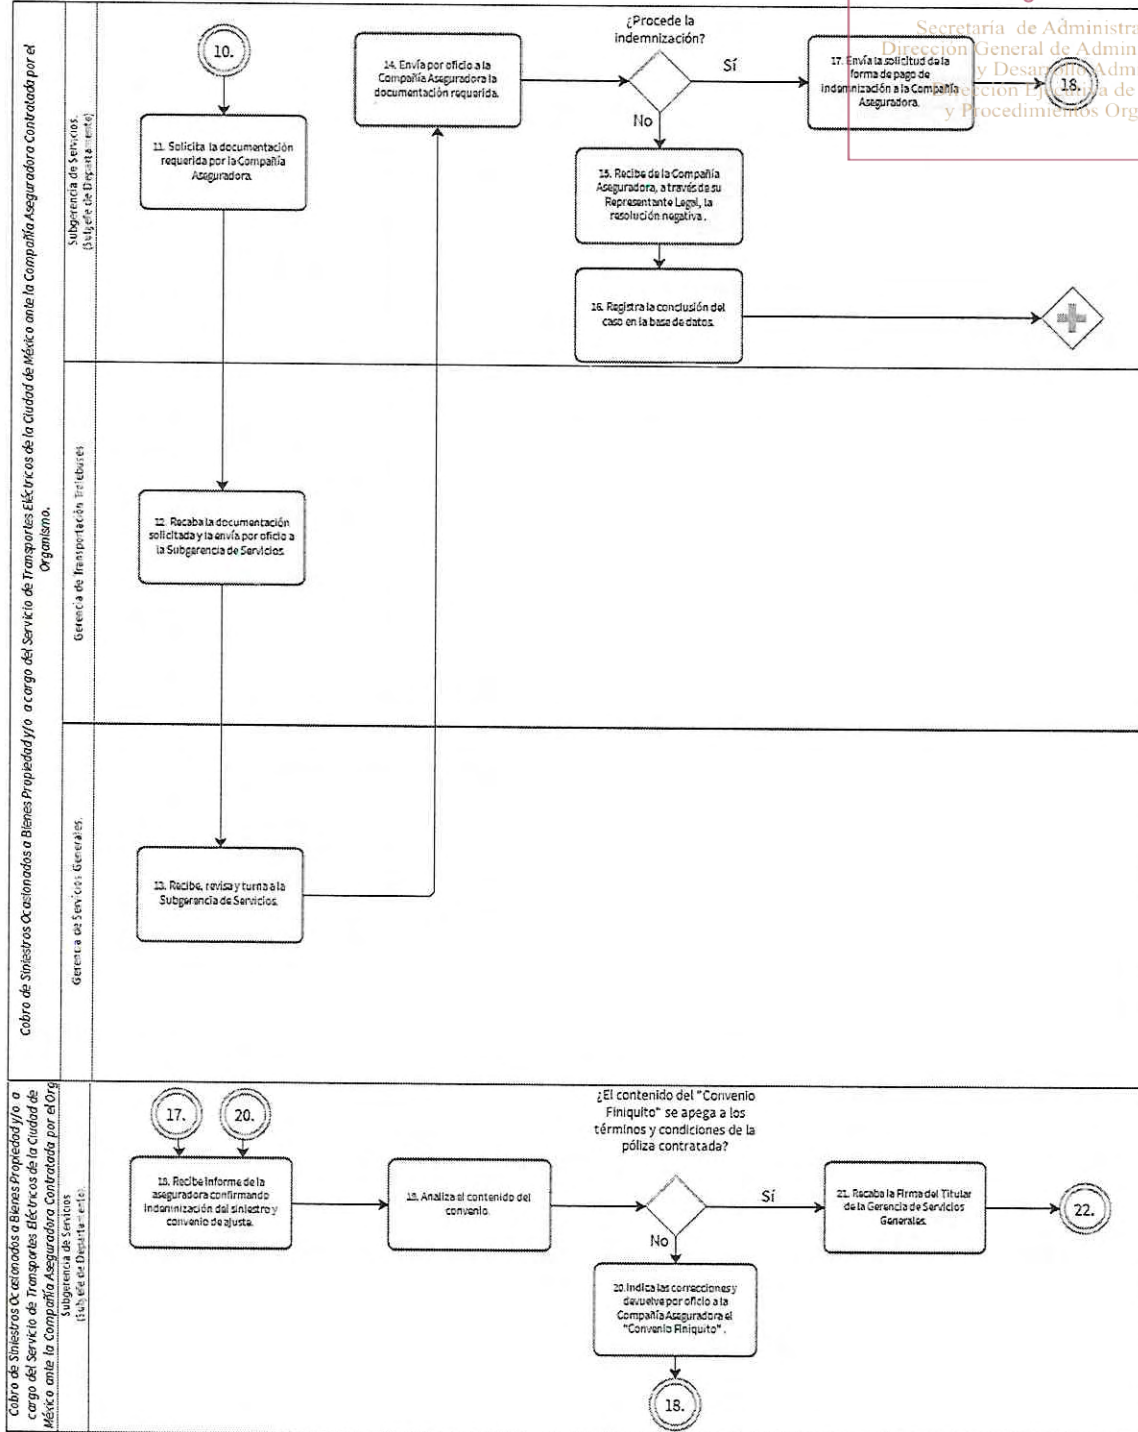 Cobro de Siniestros Ocasionados a Bienes Propiedad y/o a cargo del Servicio de Transportes Eléctricos de la Ciudad de México ante la Compañía Aseguradora Contratada por el
Organismo.
Subgerencia de Servicios.
(Subjefe de Departamento)
10.
11. Solicita la documentación
requerida por la Compañía
Aseguradora.
14. Envía por oficio a la
Compañía Aseguradora la
documentación requerida.
¿Procede la
indemnización?
Sí
No
17. Envía la solicitud de la
forma de pago de
indemnización a la Compañía
Aseguradora.
18.
Secretaría de Administra
Dirección General de Admin
y Desarrollo Adm
Dirección Ejecutiva de
y Procedimientos Org
15. Recibe de la Compañía
Aseguradora, a través de su
Representante Legal, la
resolución negativa.
16. Registra la conclusión del
caso en la base de datos.
Gerencia de Transportación Trolebuses
12. Recaba la documentación
solicitada y la envía por oficio a
la Subgerencia de Servicios.
Gerencia de Servicios Generales.
13. Recibe, revisa y turna a la
Subgerencia de Servicios.
Cobro de Siniestros Ocasionados a Bienes Propiedad y/o a
cargo del Servicio de Transportes Eléctricos de la Ciudad de
México ante la Compañía Aseguradora Contratada por el Org
Subgerencia de Servicios
(Subjefe de Departamento).
17.
20.
18. Recibe Informe de la
aseguradora confirmando
Indemnización del siniestro y
convenio de ajuste.
19. Analiza el contenido del
convenio.
¿El contenido del "Convenio
Finiquito" se apega a los
términos y condiciones de la
póliza contratada?
Sí
No
21. Recaba la Firma del Titular
de la Gerencia de Servicios
Generales.
22.
20. Indica las correcciones y
devuelve por oficio a la
Compañía Aseguradora el
"Convenio Finiquito" .
18.